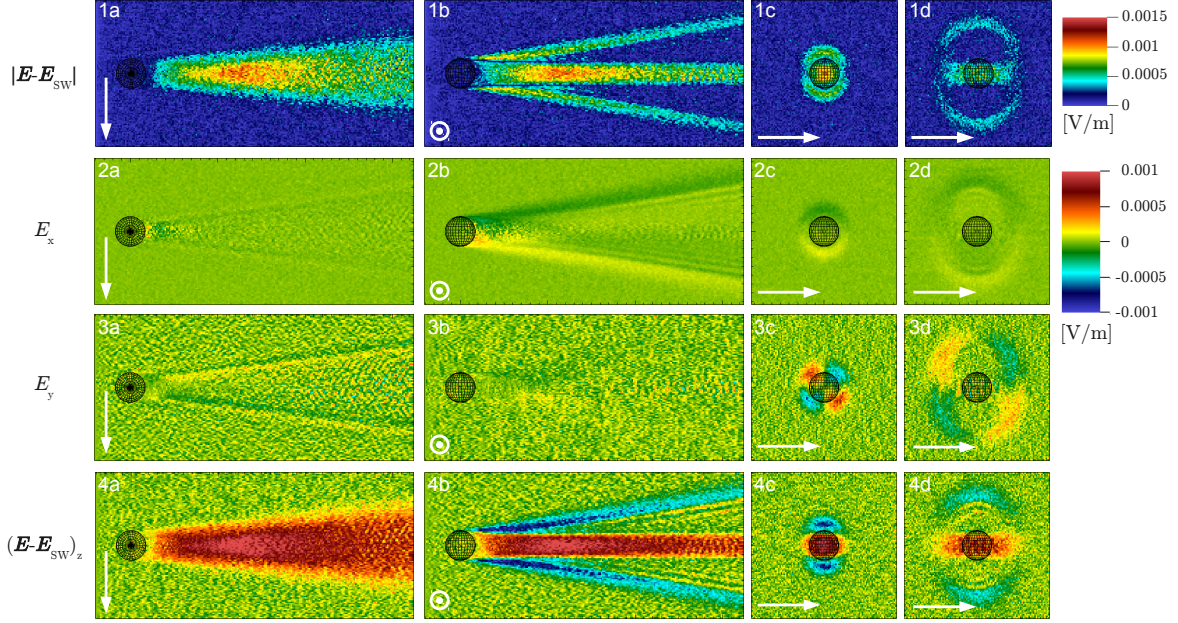 1a 1b 1c 1d
|E-E_SW|
0.0015
0.001
0.0005
0
[V/m]
2a 2b 2c 2d
E_x
0.001
0.0005
0
-0.0005
-0.001
[V/m]
3a 3b 3c 3d
E_y
4a 4b 4c 4d
(E-E_SW)_z